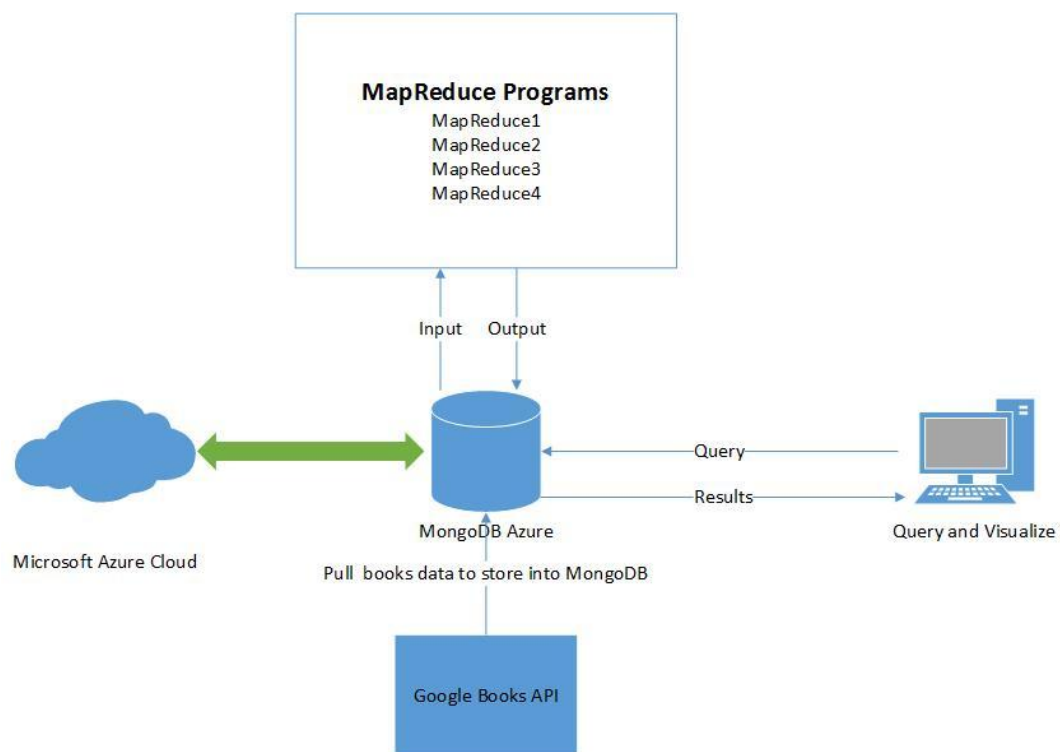 MapReduce Programs
MapReduce1
MapReduce2
MapReduce3
MapReduce4
Input
Output
Query
Results
MongoDB Azure
Query and Visualize
Microsoft Azure Cloud
Pull books data to store into MongoDB
Google Books API